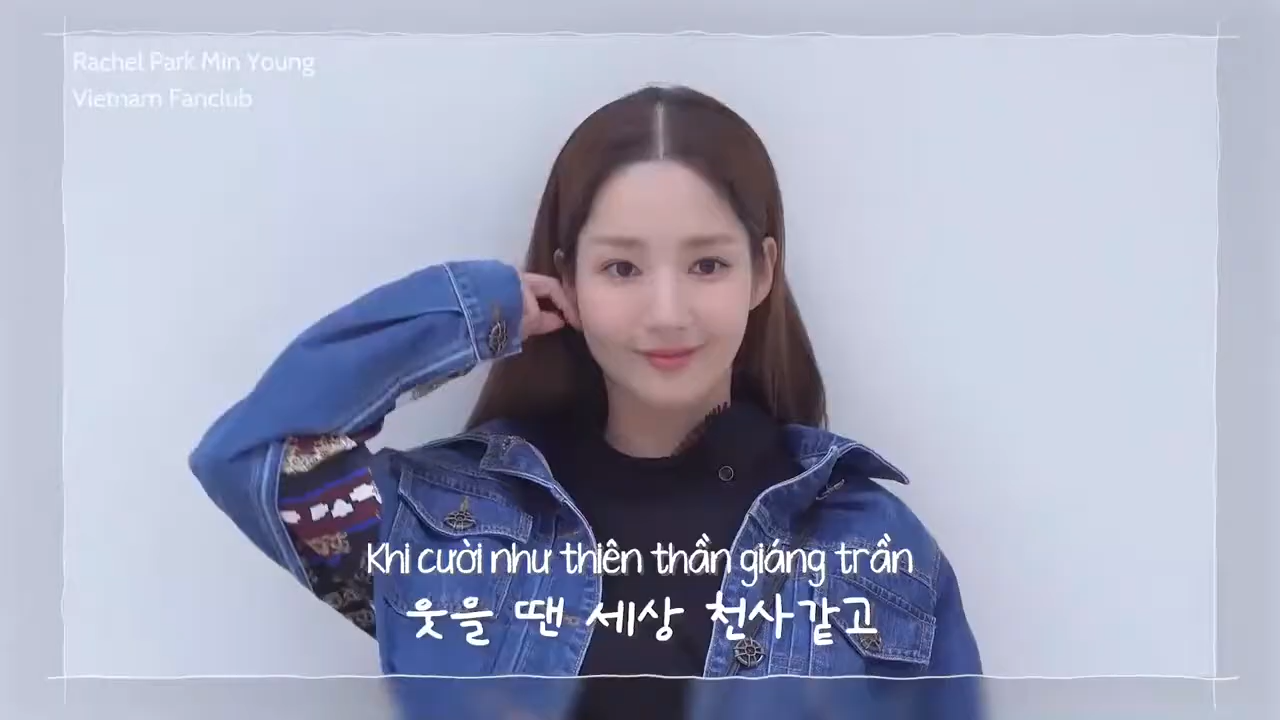 Rachel Park Min Young
Vietnam Fanclub
Khi cười như thiên thần giáng trần
웃을 땐 세상 천사같고